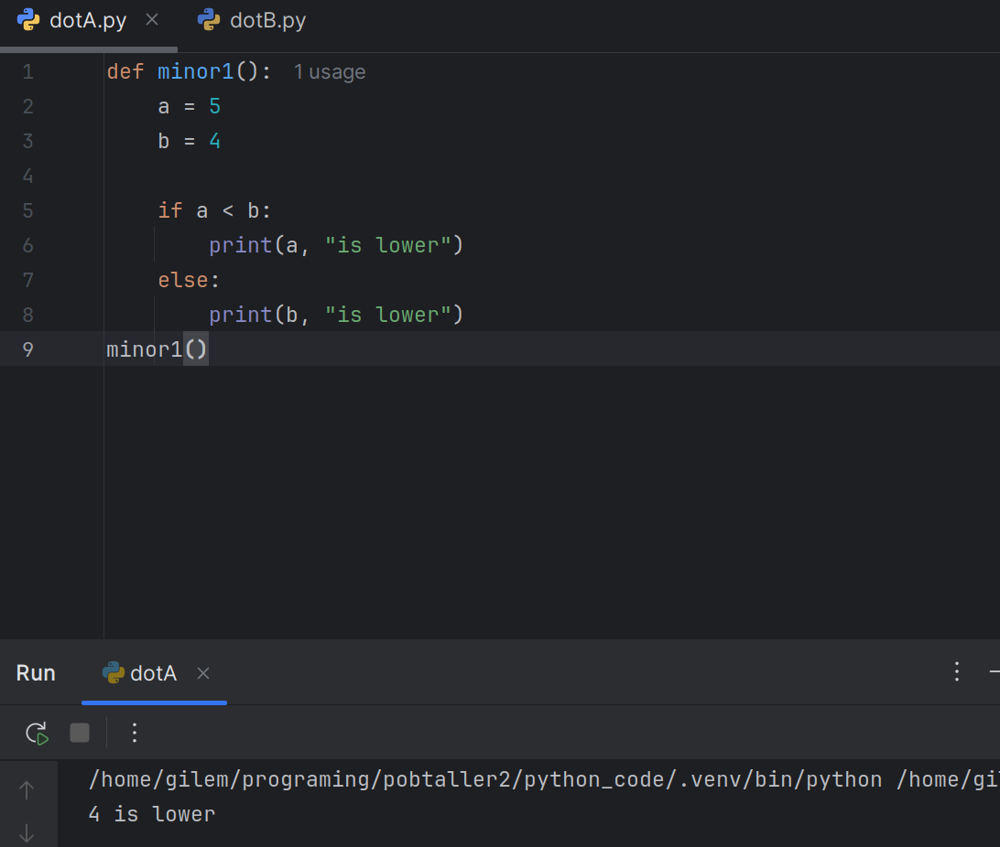 dotA.py dotB.py
1 def minor1(): 1 usage
2     a = 5
3     b = 4
4
5     if a < b:
6         print(a, "is lower")
7     else:
8         print(b, "is lower")
9 minor1()
Run dotA
/home/gilem/programing/pobtaller2/python_code/.venv/bin/python /home/gil
4 is lower